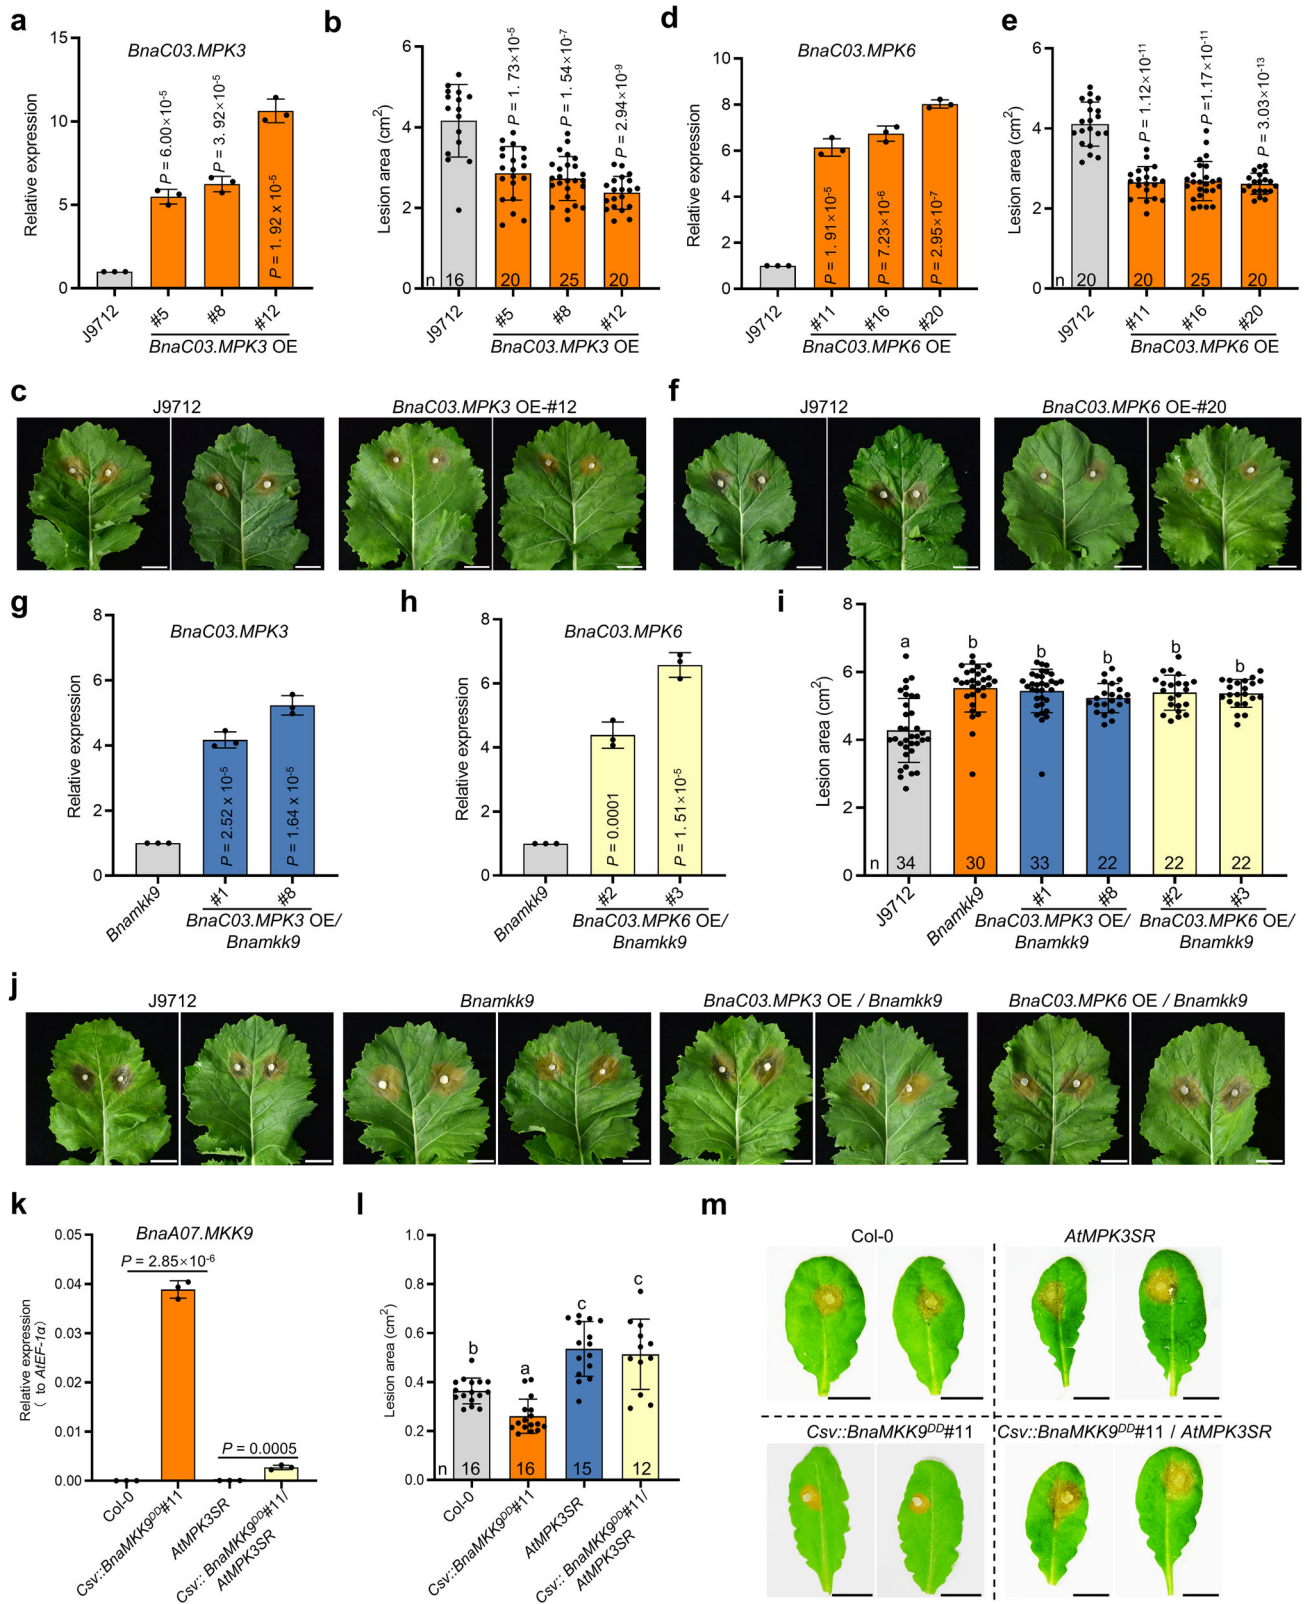 a
BnaC03.MPK3
Relative expression
15
10
5
0
P = 6.00×10-5
P = 3. 92×10-5
P = 1. 92 x 10-5
J9712
#5
#8
#12
BnaC03.MPK3 OE
b
Lesion area (cm2)
6
4
2
0
P = 1. 73×10-5
P = 1. 54×10-7
P = 2.94×10-9
n 16 20 25 20
J9712
#5
#8
#12
BnaC03.MPK3 OE
d
BnaC03.MPK6
Relative expression
10
8
6
4
2
0
P = 1. 91×10-5
P = 7.23×10-6
P = 2.95×10-7
J9712
#11
#16
#20
BnaC03.MPK6 OE
e
Lesion area (cm2)
6
4
2
0
P = 1.12×10-11
P =1.17×10-11
P = 3.03×10-13
n 20 20 25 20
J9712
#11
#16
#20
BnaC03.MPK6 OE
c
J9712
BnaC03.MPK3 OE-#12
f
J9712
BnaC03.MPK6 OE-#20
g
BnaC03.MPK3
Relative expression
8
6
4
2
0
P = 2.52 x 10-5
P = 1.64 x 10-5
Bnamkk9
#1
#8
BnaC03.MPK3 OE/
Bnamkk9
h
BnaC03.MPK6
Relative expression
8
6
4
2
0
P = 0.0001
P = 1. 51×10-5
Bnamkk9
#2
#3
BnaC03.MPK6 OE/
Bnamkk9
i
Lesion area (cm2)
8
6
4
2
0
a b b b b b
n 34 30 33 22 22 22
J9712
Bnamkk9
#1
#8
BnaC03.MPK3 OE/
Bnamkk9
#2
#3
BnaC03.MPK6 OE/
Bnamkk9
j
J9712
Bnamkk9
BnaC03.MPK3 OE / Bnamkk9
BnaC03.MPK6 OE / Bnamkk9
k
BnaA07.MKK9
Relative expression
( to AtEF-1α)
0.05
0.04
0.03
0.02
0.01
0.00
P = 2.85×10-6
P = 0.0005
Col-0
Csv::BnaMKK9DD#11
AtMPK3SR
Csv:: BnaMKK9DD#11/
AtMPK3SR
l
Lesion area (cm2)
1.0
0.8
0.6
0.4
0.2
0.0
b a c c
n 16 16 15 12
Col-0
Csv::BnaMKK9DD#11
AtMPK3SR
Csv:: BnaMKK9DD#11/
AtMPK3SR
m
Col-0
AtMPK3SR
Csv::BnaMKK9DD#11
Csv::BnaMKK9DD#11 / AtMPK3SR